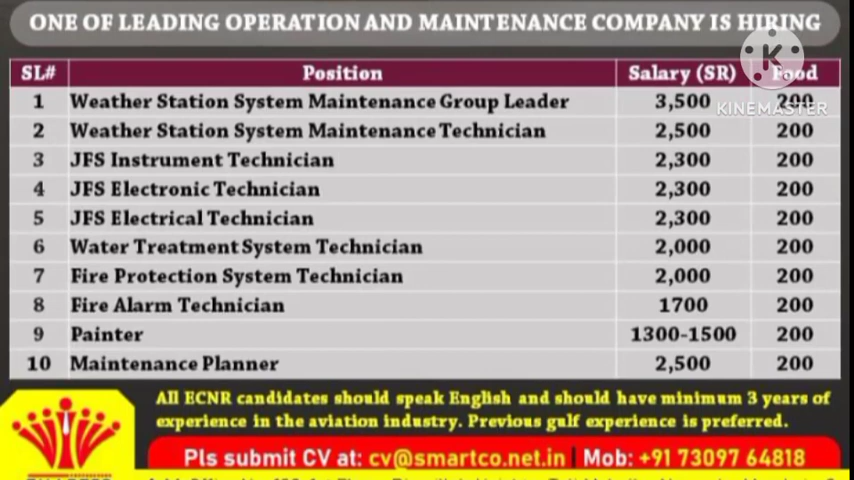 ONE OF LEADING OPERATION AND MAINTENANCE COMPANY IS HIRING
SL# Position Salary (SR) Food
1 Weather Station System Maintenance Group Leader 3,500 200
KINEMASTER
2 Weather Station System Maintenance Technician 2,500 200
3 JFS Instrument Technician 2,300 200
4 JFS Electronic Technician 2,300 200
5 JFS Electrical Technician 2,300 200
6 Water Treatment System Technician 2,000 200
7 Fire Protection System Technician 2,000 200
8 Fire Alarm Technician 1700 200
9 Painter 1300-1500 200
10 Maintenance Planner 2,500 200
All ECNR candidates should speak English and should have minimum 3 years of
experience in the aviation industry. Previous gulf experience is preferred.
Pls submit CV at: cv@smartco.net.in | Mob: +91 73097 64818